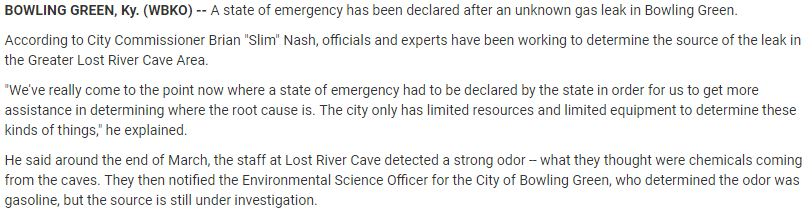 BOWLING GREEN, Ky. (WBKO) -- A state of emergency has been declared after an unknown gas leak in Bowling Green.
According to City Commissioner Brian "Slim" Nash, officials and experts have been working to determine the source of the leak in
the Greater Lost River Cave Area.
"We've really come to the point now where a state of emergency had to be declared by the state in order for us to get more
assistance in determining where the root cause is. The city only has limited resources and limited equipment to determine these
kinds of things," he explained.
He said around the end of March, the staff at Lost River Cave detected a strong odor -- what they thought were chemicals coming
from the caves. They then notified the Environmental Science Officer for the City of Bowling Green, who determined the odor was
gasoline, but the source is still under investigation.